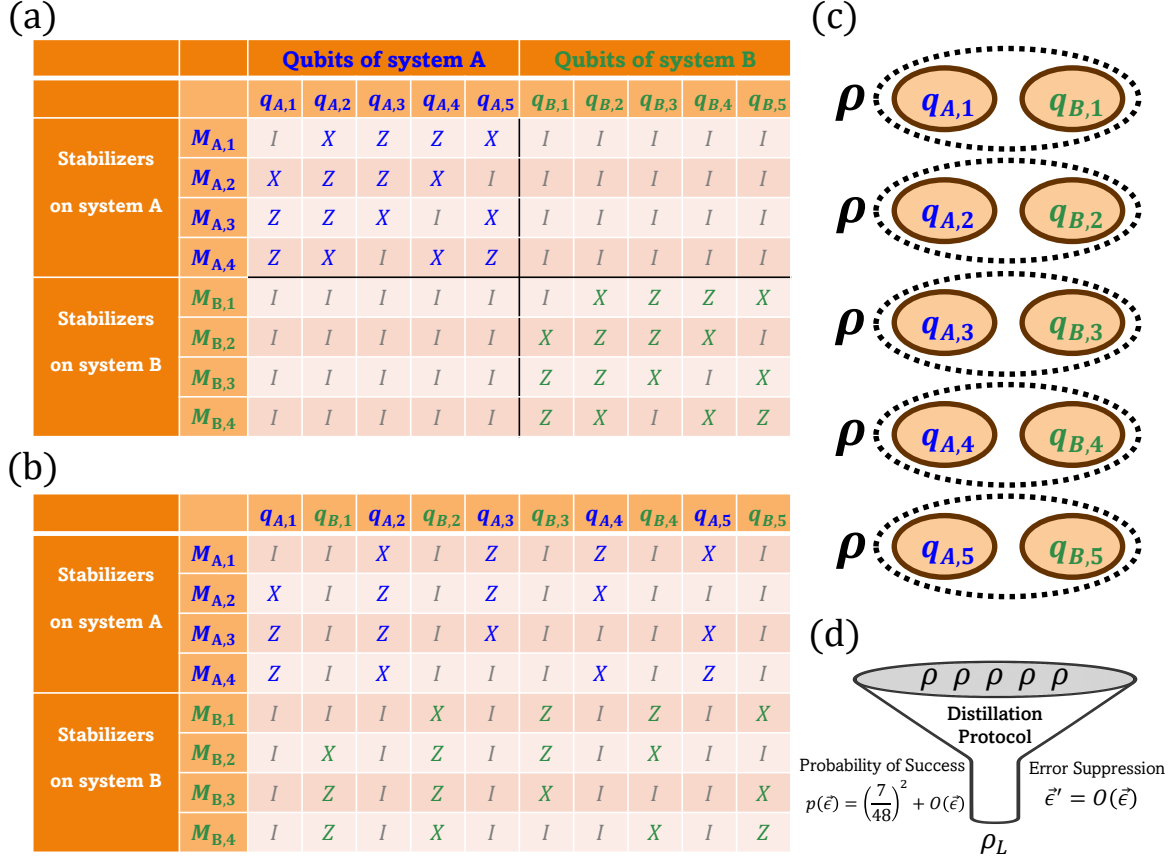 (a)
Qubits of system A Qubits of system B
q_{A,1} q_{A,2} q_{A,3} q_{A,4} q_{A,5} q_{B,1} q_{B,2} q_{B,3} q_{B,4} q_{B,5}
Stabilizers
on system A
M_{A,1} I X Z Z X I I I I I
M_{A,2} X Z Z X I I I I I I
M_{A,3} Z Z X I X I I I I I
M_{A,4} Z X I X Z I I I I I
Stabilizers
on system B
M_{B,1} I I I I I I X Z Z X
M_{B,2} I I I I I X Z Z X I
M_{B,3} I I I I I Z Z X I X
M_{B,4} I I I I I Z X I X Z
(b)
q_{A,1} q_{B,1} q_{A,2} q_{B,2} q_{A,3} q_{B,3} q_{A,4} q_{B,4} q_{A,5} q_{B,5}
Stabilizers
on system A
M_{A,1} I I X I Z I Z I X I
M_{A,2} X I Z I Z I X I I I
M_{A,3} Z I Z I X I I I X I
M_{A,4} Z I X I I I X I Z I
Stabilizers
on system B
M_{B,1} I I I X I Z I Z I X
M_{B,2} I X I Z I Z I X I I
M_{B,3} I Z I Z I X I I I X
M_{B,4} I Z I X I I I X I Z
(c)
ρ q_{A,1} q_{B,1}
ρ q_{A,2} q_{B,2}
ρ q_{A,3} q_{B,3}
ρ q_{A,4} q_{B,4}
ρ q_{A,5} q_{B,5}
(d)
ρ ρ ρ ρ ρ
Distillation
Protocol
Probability of Success
p(\vec{ϵ}) = (7/48)^2 + O(\vec{ϵ})
Error Suppression
\vec{ϵ}' = O(\vec{ϵ})
ρ_L